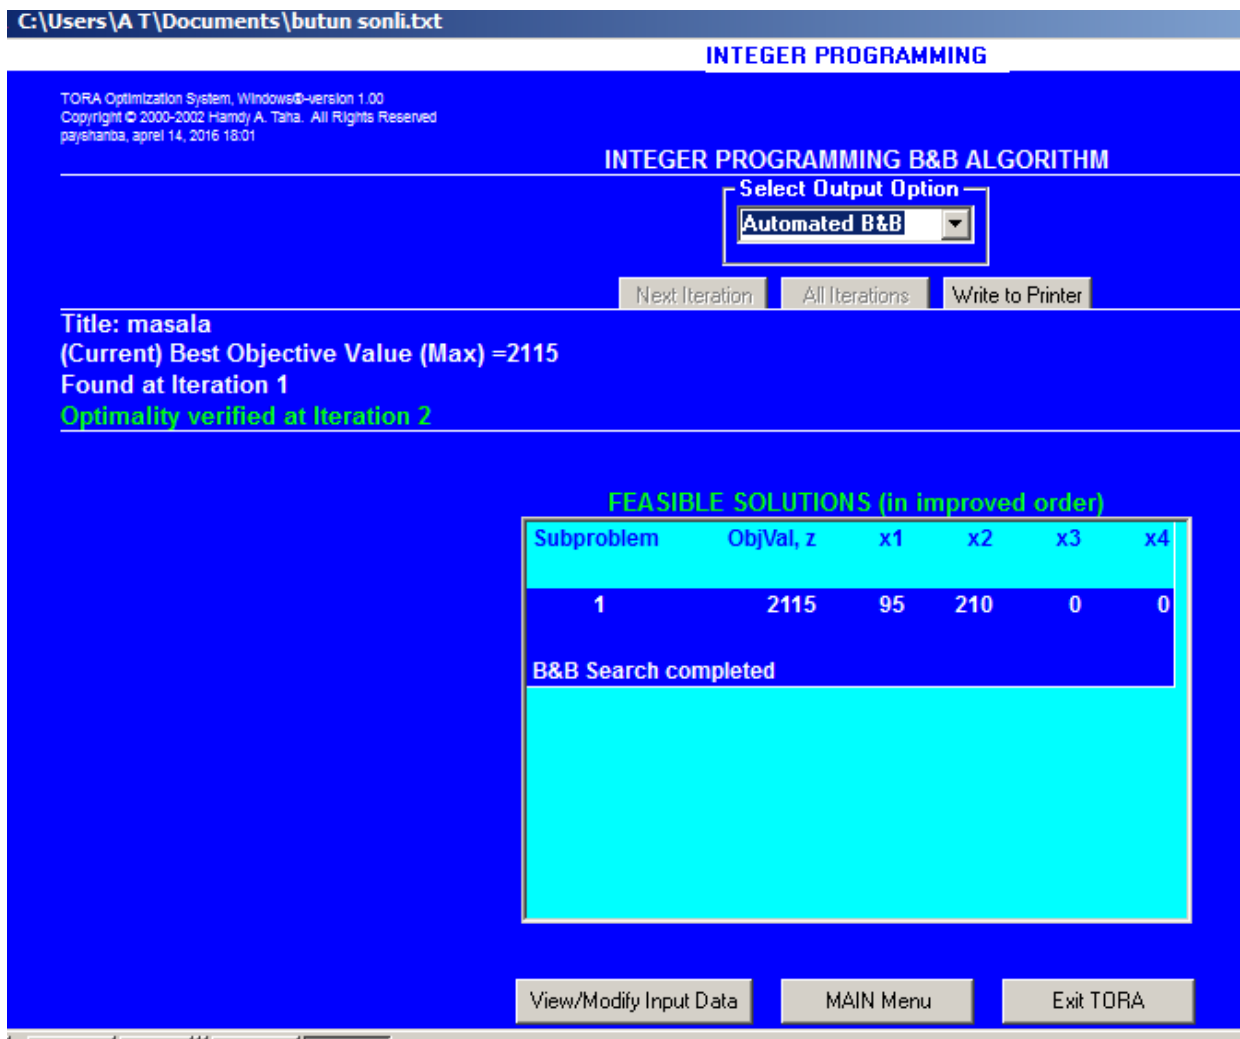 C:\Users\A T\Documents\butun sonli.txt
INTEGER PROGRAMMING
TORA Optimization System, Windows®-version 1.00
Copyright © 2000-2002 Hamdy A. Taha. All Rights Reserved
payshanba, aprel 14, 2016 18:01
INTEGER PROGRAMMING B&B ALGORITHM
Select Output Option
Automated B&B
Next Iteration All Iterations Write to Printer
Title: masala
(Current) Best Objective Value (Max) =2115
Found at Iteration 1
Optimality verified at Iteration 2
FEASIBLE SOLUTIONS (in improved order)
Subproblem ObjVal, z x1 x2 x3 x4
1 2115 95 210 0 0
B&B Search completed
View/Modify Input Data MAIN Menu Exit TORA